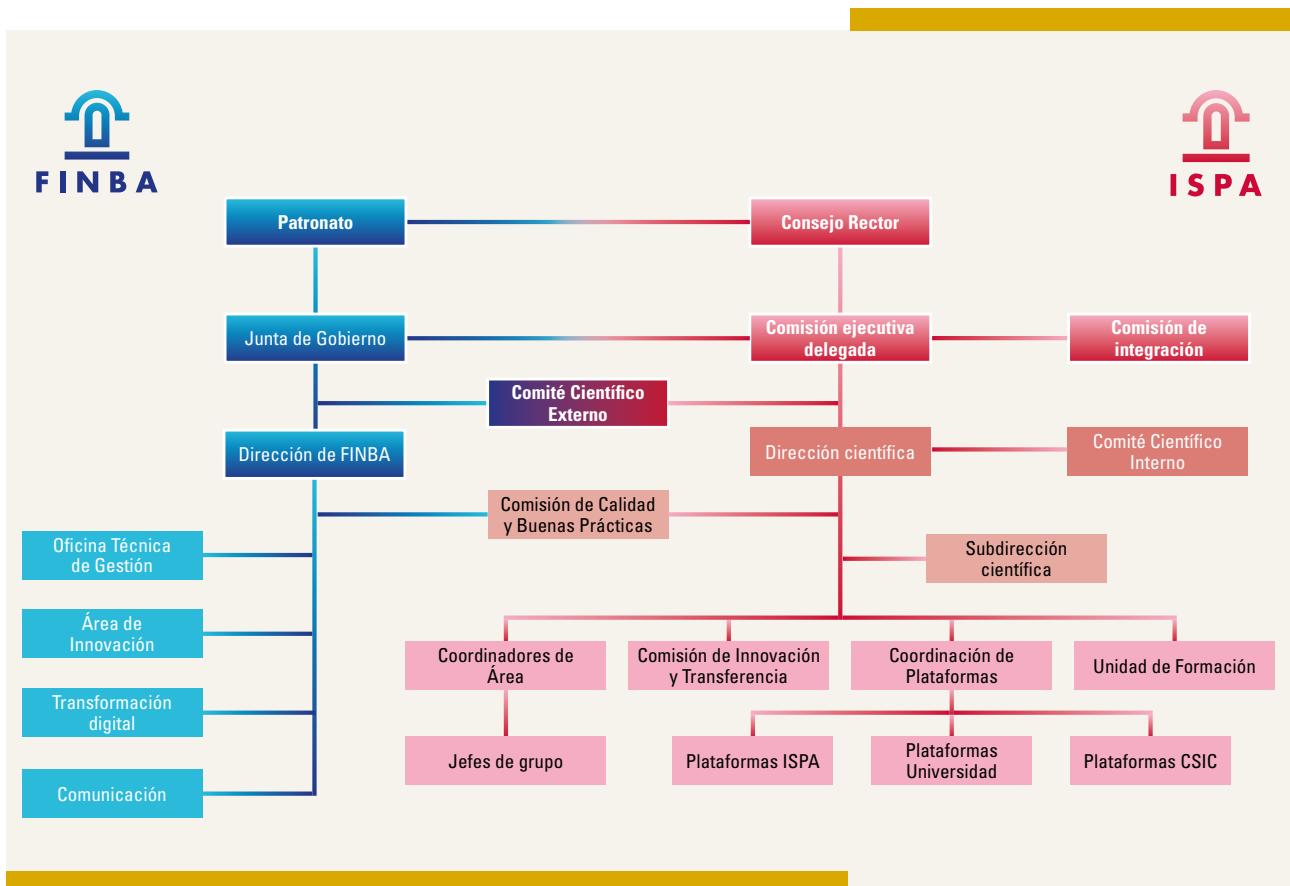 FINBA
ISPA
Patronato
Consejo Rector
Junta de Gobierno
Comisión ejecutiva
delegada
Comisión de
integración
Comité Científico
Externo
Dirección de FINBA
Dirección científica
Comité Científico
Interno
Comisión de Calidad
y Buenas Prácticas
Oficina Técnica
de Gestión
Subdirección
científica
Área de
Innovación
Coordinadores de
Área
Comisión de Innovación
y Transferencia
Coordinación de
Plataformas
Unidad de Formación
Transformación
digital
Jefes de grupo
Plataformas ISPA
Plataformas
Universidad
Plataformas CSIC
Comunicación